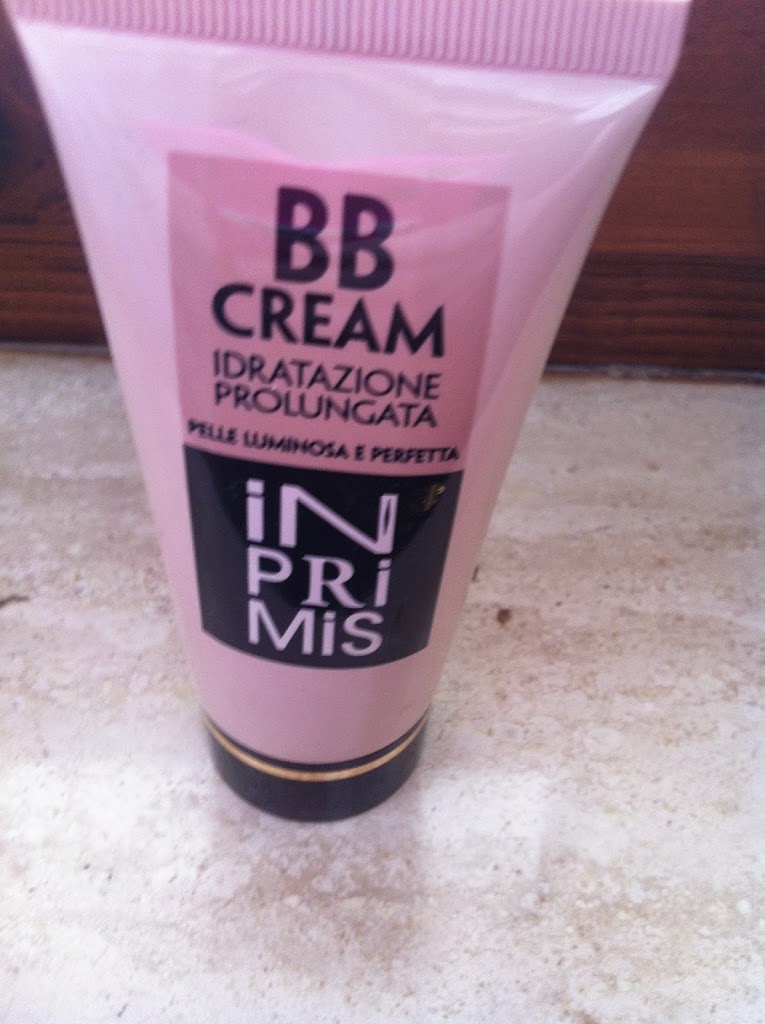 BB
CREAM
IDRATAZIONE
PROLUNGATA
PELLE LUMINOSA E PERFETTA
iN
PRi
MiS